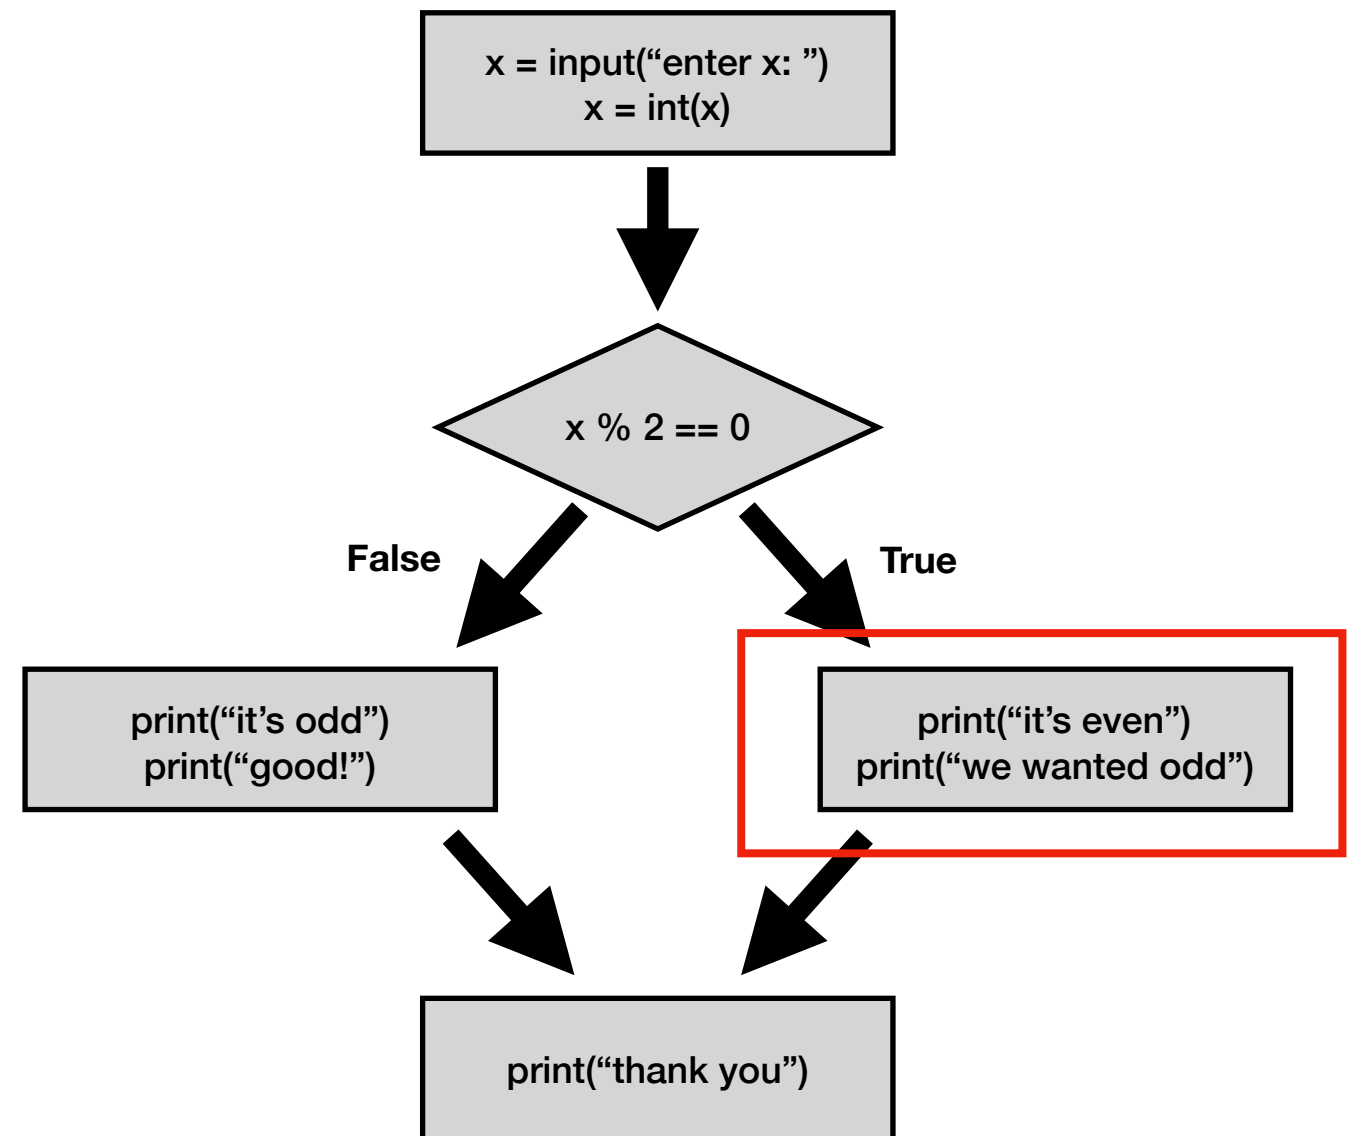 x = input(“enter x: ”)
x = int(x)
x % 2 == 0
False
True
print(“it’s odd”)
print(“good!”)
print(“it’s even”)
print(“we wanted odd”)
print(“thank you”)